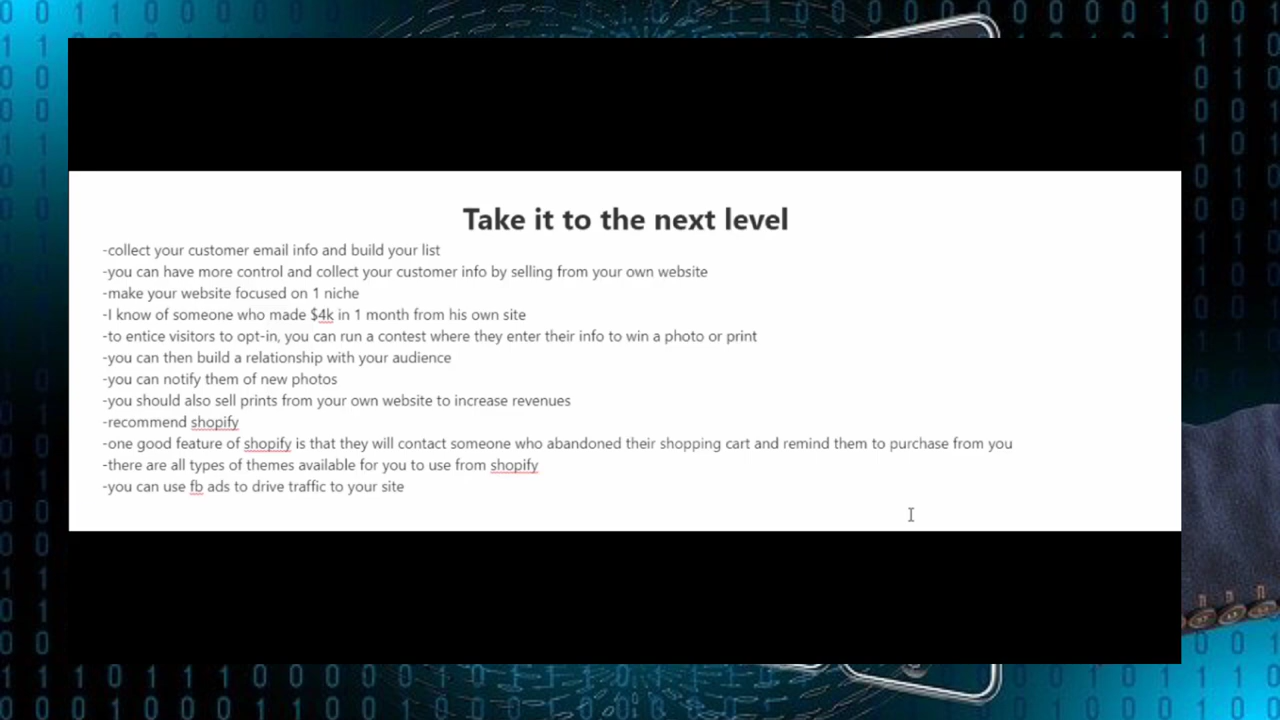 Take it to the next level
-collect your customer email info and build your list
-you can have more control and collect your customer info by selling from your own website
-make your website focused on 1 niche
-I know of someone who made $4k in 1 month from his own site
-to entice visitors to opt-in, you can run a contest where they enter their info to win a photo or print
-you can then build a relationship with your audience
-you can notify them of new photos
-you should also sell prints from your own website to increase revenues
-recommend shopify
-one good feature of shopify is that they will contact someone who abandoned their shopping cart and remind them to purchase from you
-there are all types of themes available for you to use from shopify
-you can use fb ads to drive traffic to your site